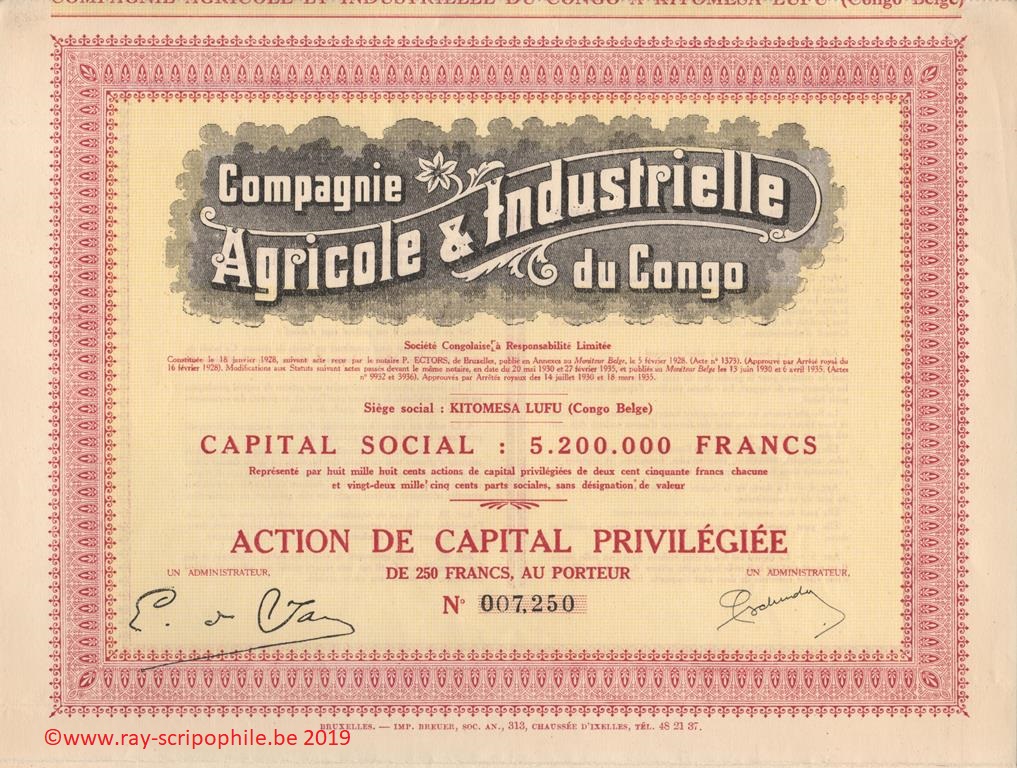 COMPAGNIE AGRICOLE ET INDUSTRIELLE DU CONGO A KITOMESA LUFU (Congo Belge)
Compagnie
Agricole & Industrielle
du Congo
Société Congolaise à Responsabilité Limitée
Constituée le 18 janvier 1928, suivant acte reçu par le notaire P. ECTORS, de Bruxelles, publié en Annexes au Moniteur Belge, le 5 février 1928. (Acte n° 1373). (Approuvé par Arrêté royal du
16 février 1928). Modifications aux Statuts suivant actes passés devant le même notaire, en date du 20 mai 1930 et 27 février 1935, et publiés au Moniteur Belge les 13 juin 1930 et 6 avril 1935. (Actes
n° 9932 et 3936). Approuvés par Arrêtés royaux des 14 juillet 1930 et 18 mars 1935.
Siège social : KITOMESA LUFU (Congo Belge)
CAPITAL SOCIAL : 5.200.000 FRANCS
Représenté par huit mille huit cents actions de capital privilégiées de deux cent cinquante francs chacune
et vingt-deux mille cinq cents parts sociales, sans désignation de valeur
ACTION DE CAPITAL PRIVILÉGIÉE
UN ADMINISTRATEUR, DE 250 FRANCS, AU PORTEUR UN ADMINISTRATEUR,
N° 007,250
BRUXELLES. — IMP. BREUER, SOC. AN., 313, CHAUSSÉE D'IXELLES, TÉL. 48 21 37.
©www.ray-scripophile.be 2019